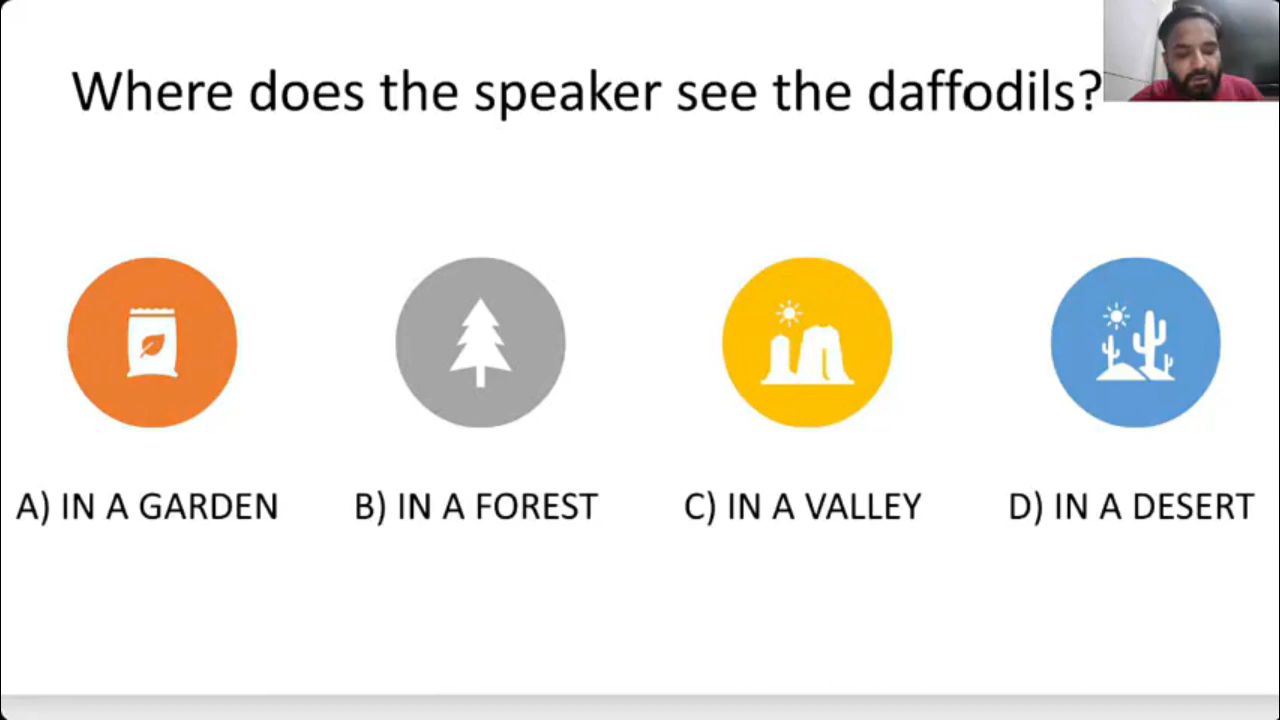 Where does the speaker see the daffodils?
A) IN A GARDEN
B) IN A FOREST
C) IN A VALLEY
D) IN A DESERT